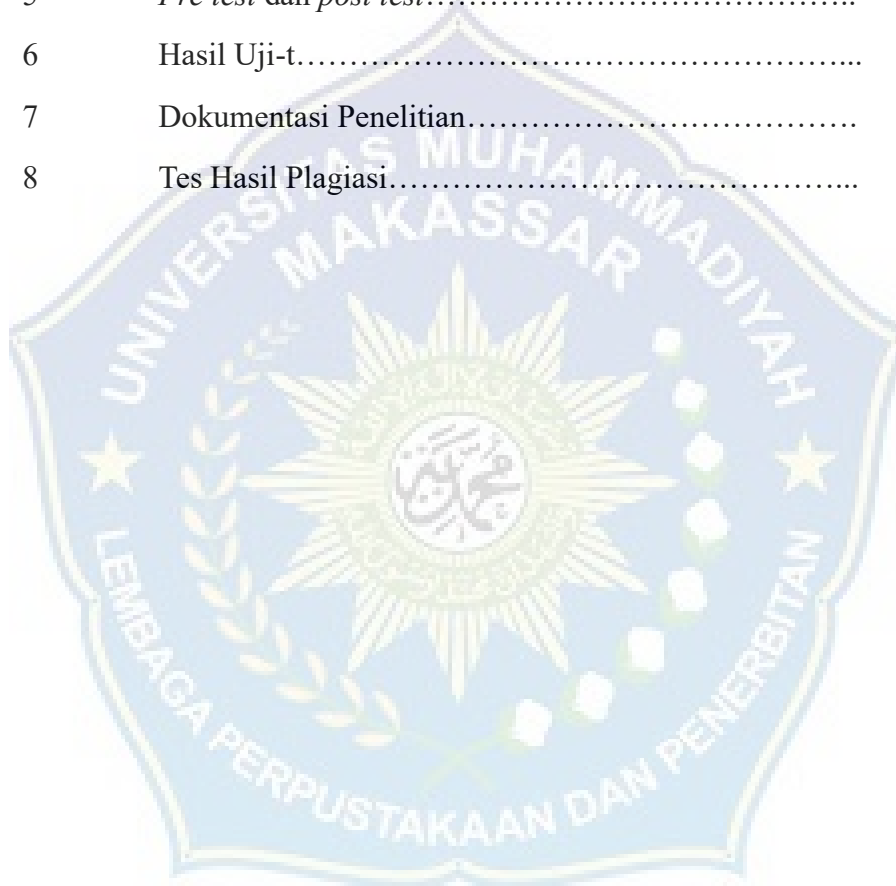 5 Pre test dan post test…………………………………..
6 Hasil Uji-t………………………………………………...
7 Dokumentasi Penelitian……………………………….
8 Tes Hasil Plagiasi……………………………………...
UNIVERSITAS MUHAMMADIYAH
MAKASSAR
LEMBAGA PERPUSTAKAAN DAN PENERBITAN